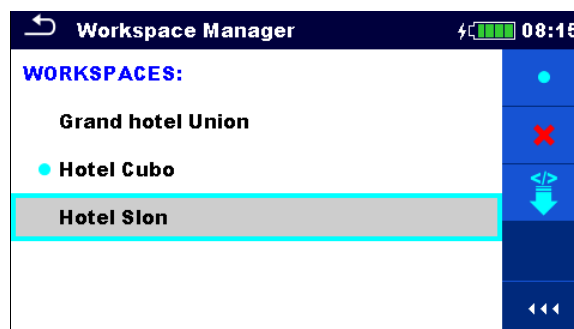 Workspace Manager 08:15
WORKSPACES:
Grand hotel Union
Hotel Cubo
</>
Hotel Slon